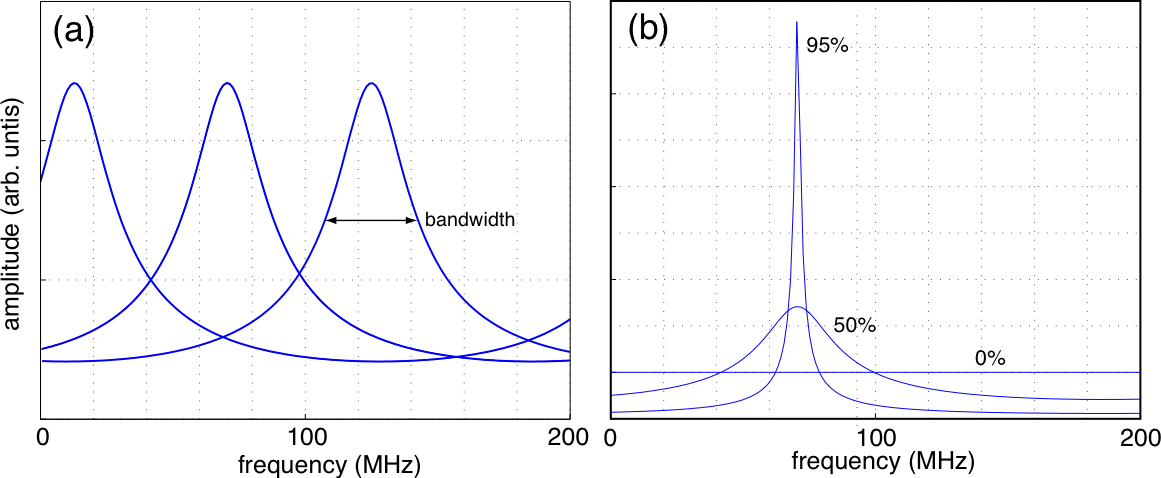 (a)
amplitude (arb. untis)
bandwidth
0
100
200
frequency (MHz)
(b)
95%
50%
0%
0
100
200
frequency (MHz)